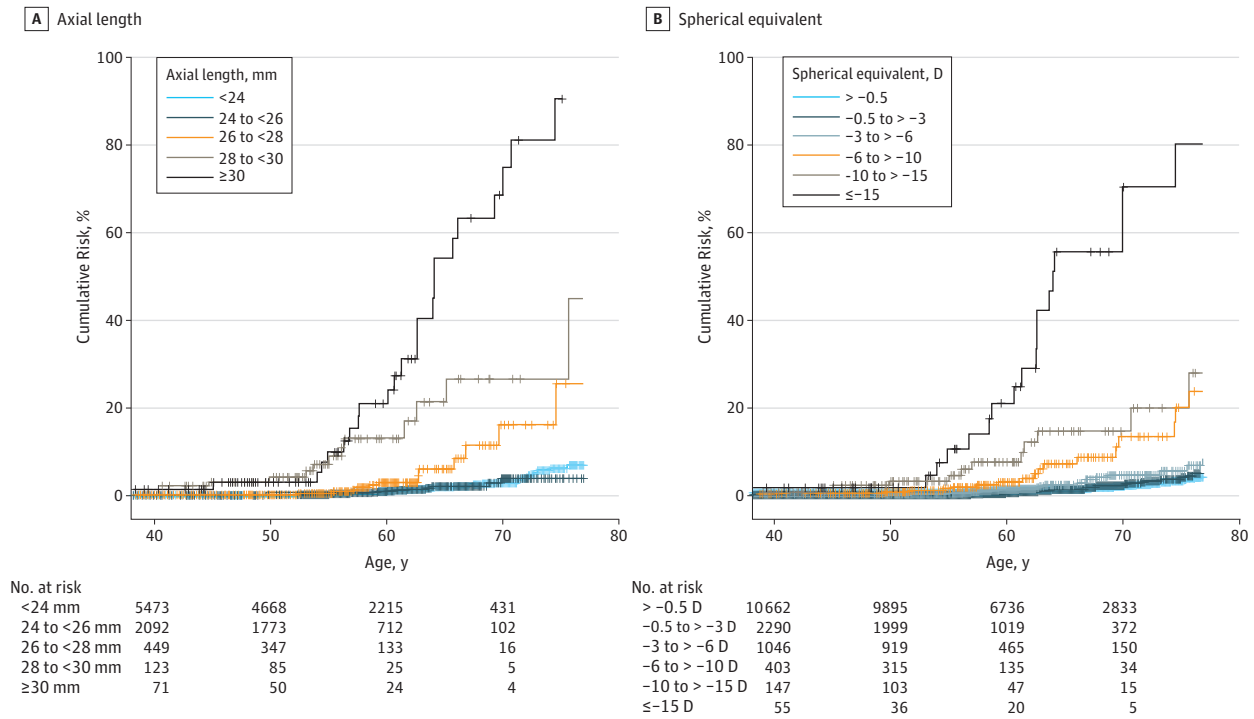 A Axial length
100
80
60
40
20
0
Cumulative Risk, %
Axial length, mm
<24
24 to <26
26 to <28
28 to <30
≥30
40 50 60 70 80
Age, y
No. at risk
<24 mm 5473 4668 2215 431
24 to <26 mm 2092 1773 712 102
26 to <28 mm 449 347 133 16
28 to <30 mm 123 85 25 5
≥30 mm 71 50 24 4
B Spherical equivalent
100
80
60
40
20
0
Cumulative Risk, %
Spherical equivalent, D
> −0.5
−0.5 to > −3
−3 to > −6
−6 to > −10
-10 to > −15
≤−15
40 50 60 70 80
Age, y
No. at risk
> −0.5 D 10662 9895 6736 2833
−0.5 to > −3 D 2290 1999 1019 372
−3 to > −6 D 1046 919 465 150
−6 to > −10 D 403 315 135 34
−10 to > −15 D 147 103 47 15
≤−15 D 55 36 20 5